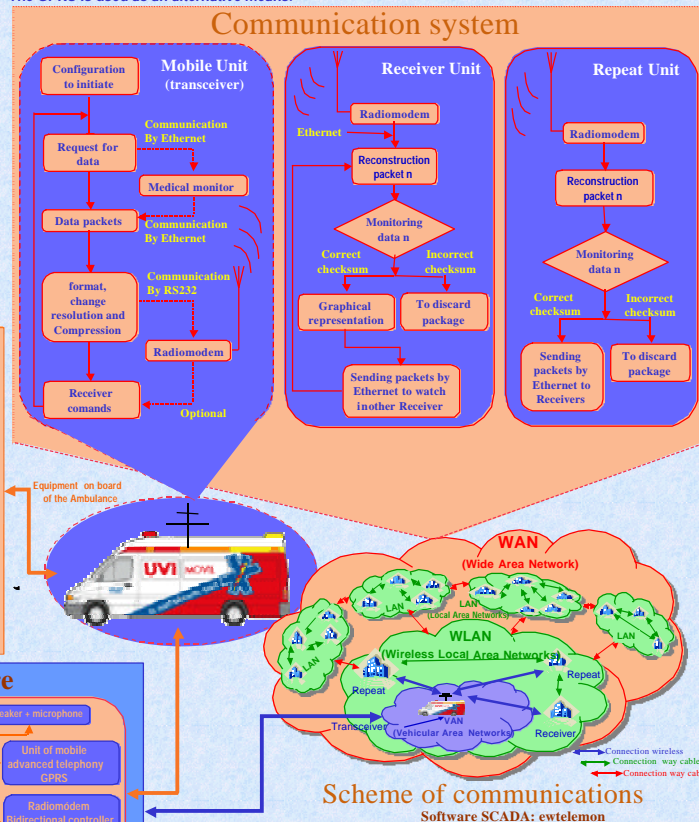 Communication system
Mobile Unit
(transceiver)
Configuration
to initiate
Communication
By Ethernet
Request for
data
Medical monitor
Data packets
Communication
By Ethernet
format,
change
resolution and
Compression
Communication
By RS232
Radiomodem
Receiver
comands
Optional
Receiver Unit
Radiomodem
Ethernet
Reconstruction
packet n
Monitoring
data n
Correct
checksum
Incorrect
checksum
Graphical
representation
To discard
package
Sending packets by
Ethernet to watch
inother Receiver
Repeat Unit
Radiomodem
Reconstruction
packet n
Monitoring
data n
Correct
checksum
Incorrect
checksum
Sending
packets by
Ethernet to
Receivers
To discard
package
Equipment on board
of the Ambulance
UVI MOVIL
WAN
(Wide Area Network)
LAN
LAN
(Local Area Networks)
LAN
LAN
WLAN
(Wireless Local Area Networks)
Repeat
Repeat
Transceiver
VAN
(Vehicular Area Networks)
Receiver
Connection wireless
Connection way cable
Connection way cab
+ microphone
Unit of mobile
advanced telephony
GPRS
Radiomódem
Bidirectional controller
Scheme of communications
Software SCADA: ewtelemon